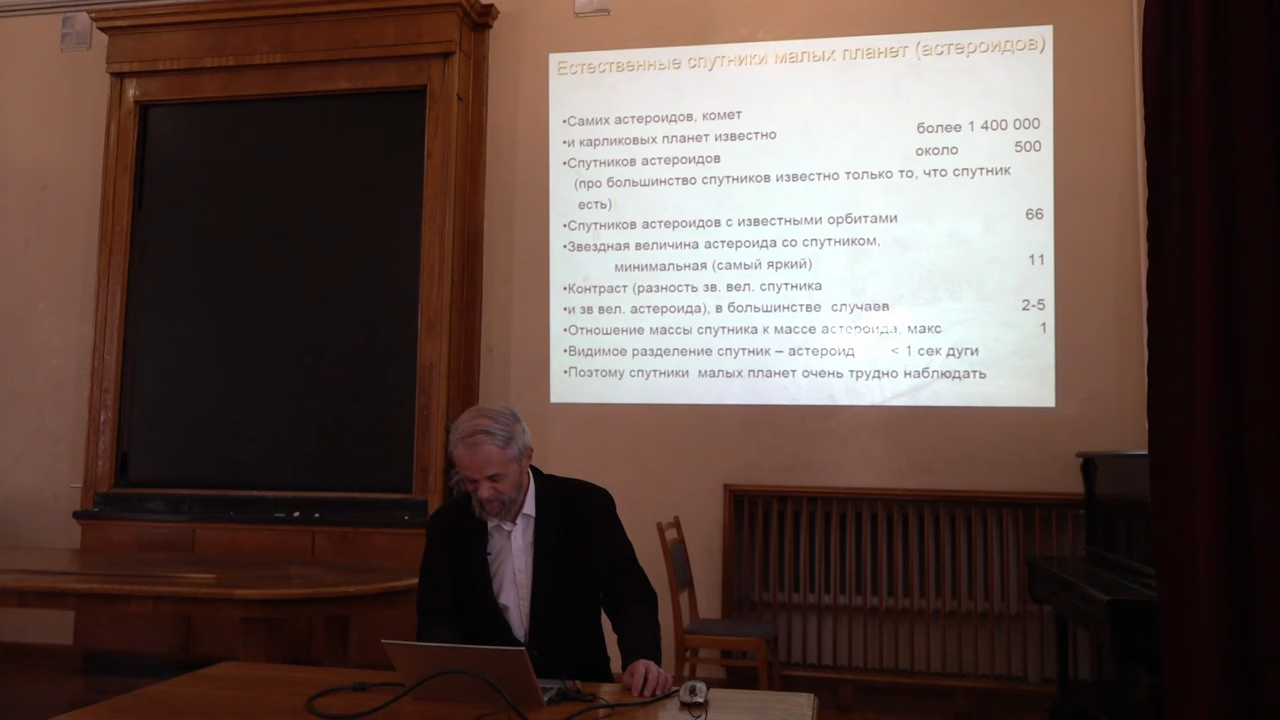 Естественные спутники малых планет (астероидов)
•Самих астероидов, комет
•и карликовых планет известно более 1 400 000
•Спутников астероидов около 500
(про большинство спутников известно только то, что спутник
есть)
•Спутников астероидов с известными орбитами 66
•Звездная величина астероида со спутником,
минимальная (самый яркий) 11
•Контраст (разность зв. вел. спутника
•и зв вел. астероида), в большинстве случаев 2-5
•Отношение массы спутника к массе астероида, макс 1
•Видимое разделение спутник – астероид < 1 сек дуги
•Поэтому спутники малых планет очень трудно наблюдать